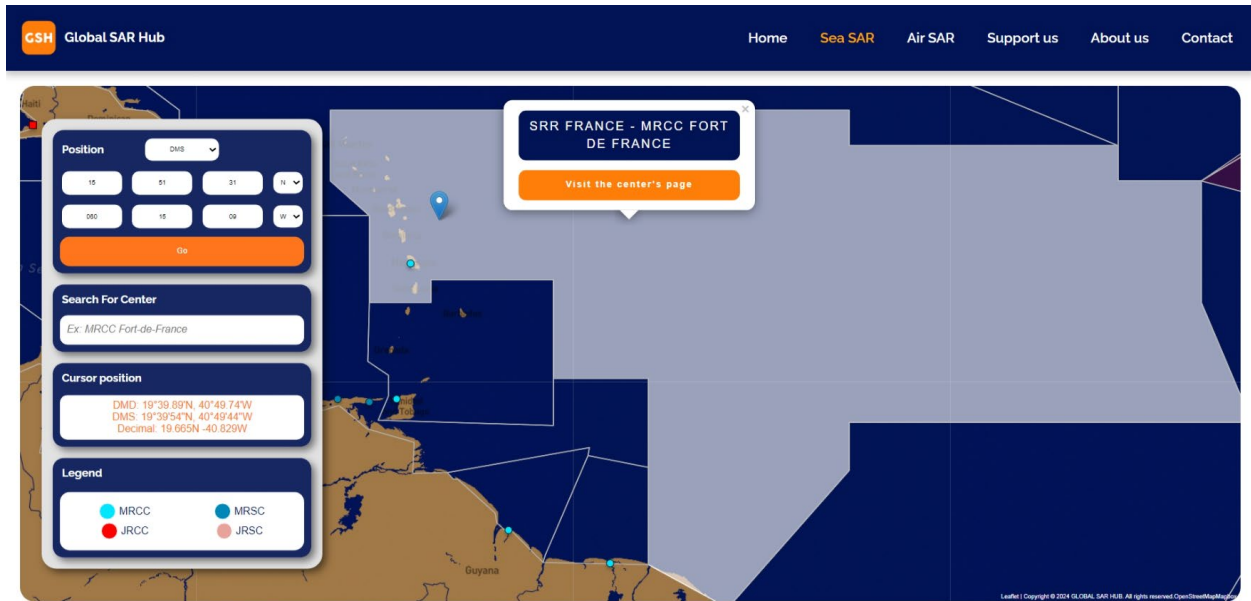 GSH Global SAR Hub
Home Sea SAR Air SAR Support us About us Contact
Haiti
Position DMS
15 51 31 N
060 15 09 W
Go
Search For Center
Ex: MRCC Fort-de-France
Cursor position
DMD: 19°39.89'N, 40°49.74'W
DMS: 19°39'54"N, 40°49'44"W
Decimal: 19.665N -40.829W
Legend
MRCC MRSC
JRCC JRSC
SRR FRANCE - MRCC FORT
DE FRANCE
Visit the center's page
×
Guyana
Leaflet | Copyright © 2024 GLOBAL SAR HUB. All rights reserved.OpenStreetMapMapbox